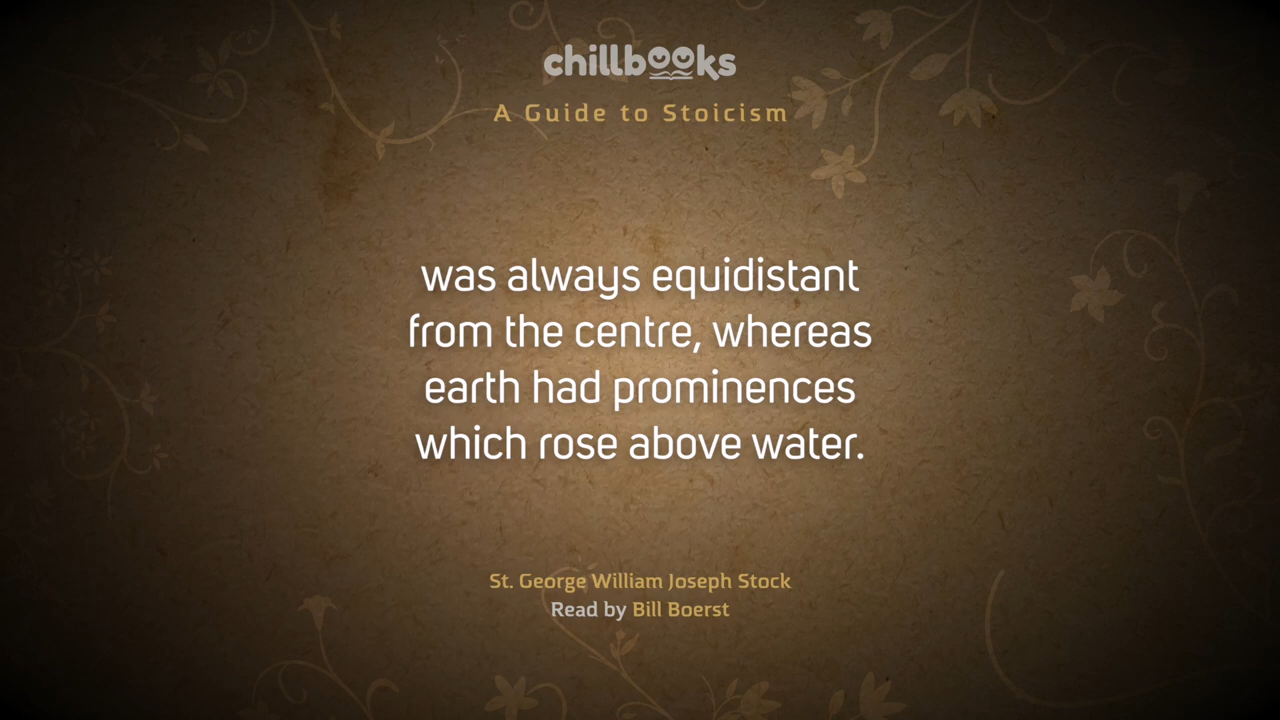 chillbooks
A Guide to Stoicism
was always equidistant
from the centre, whereas
earth had prominences
which rose above water.
St. George William Joseph Stock
Read by Bill Boerst